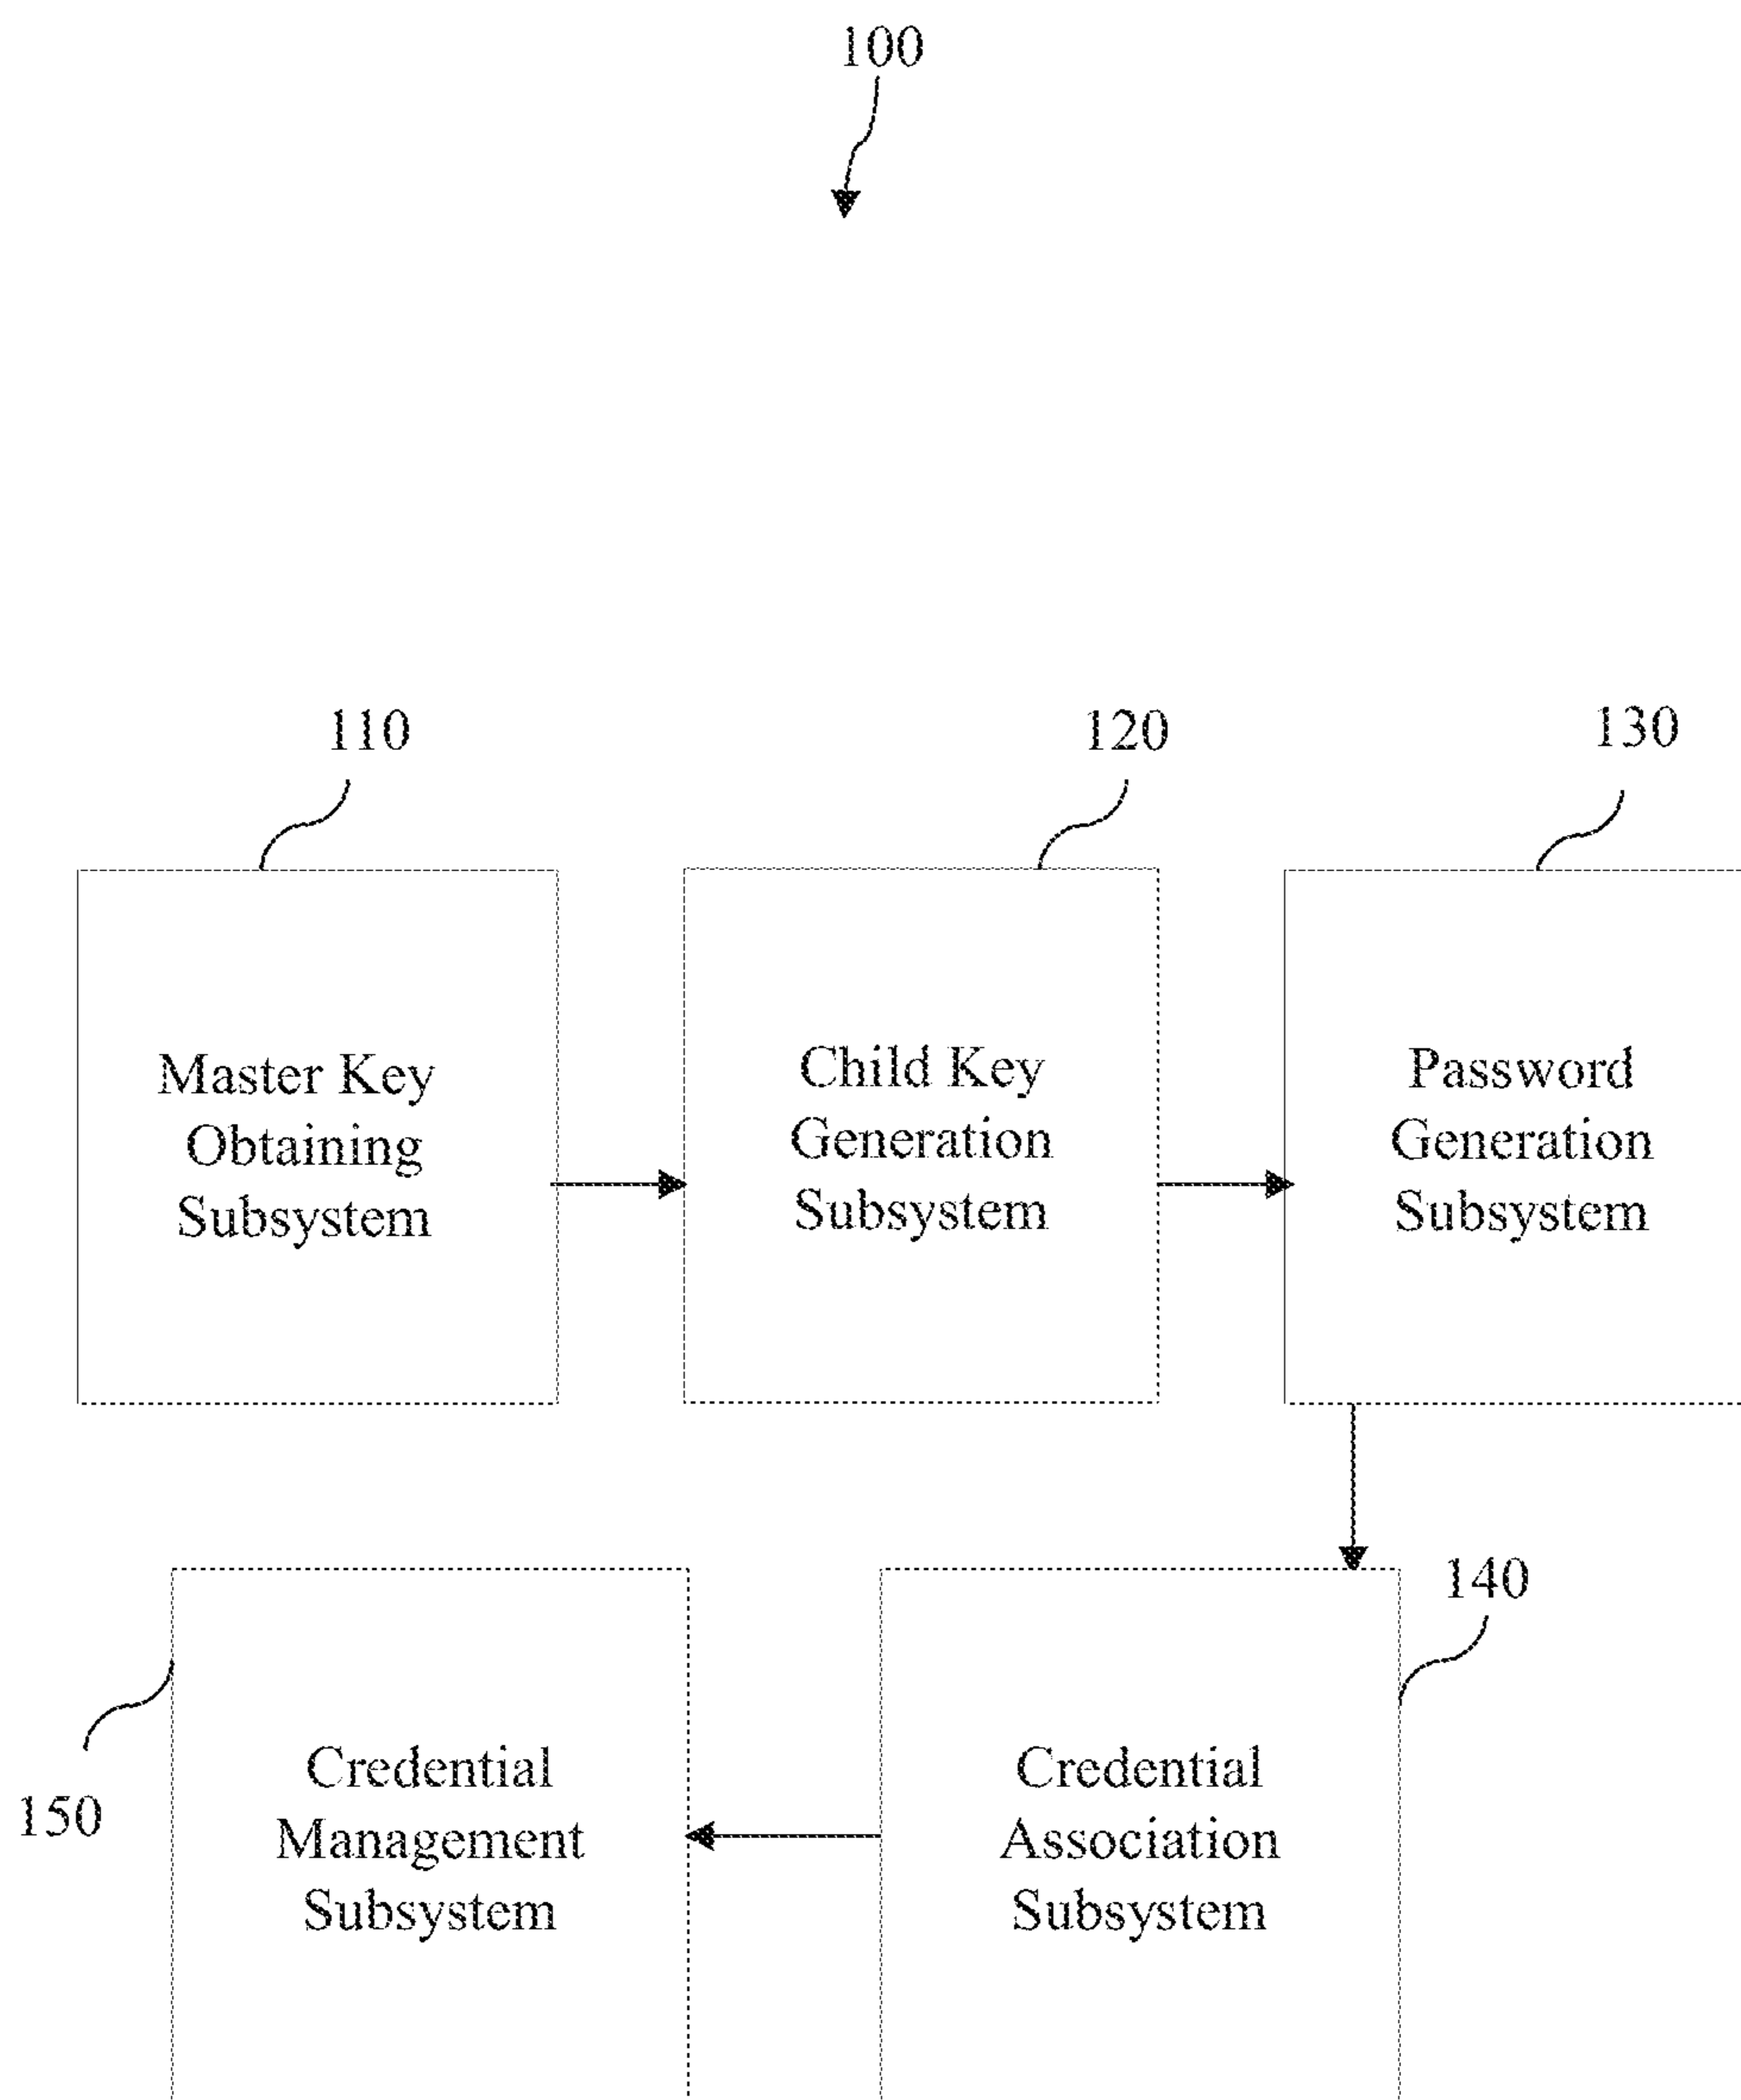 100
110
120
130
Master Key
Obtaining
Subsystem
Child Key
Generation
Subsystem
Password
Generation
Subsystem
140
150
Credential
Management
Subsystem
Credential
Association
Subsystem